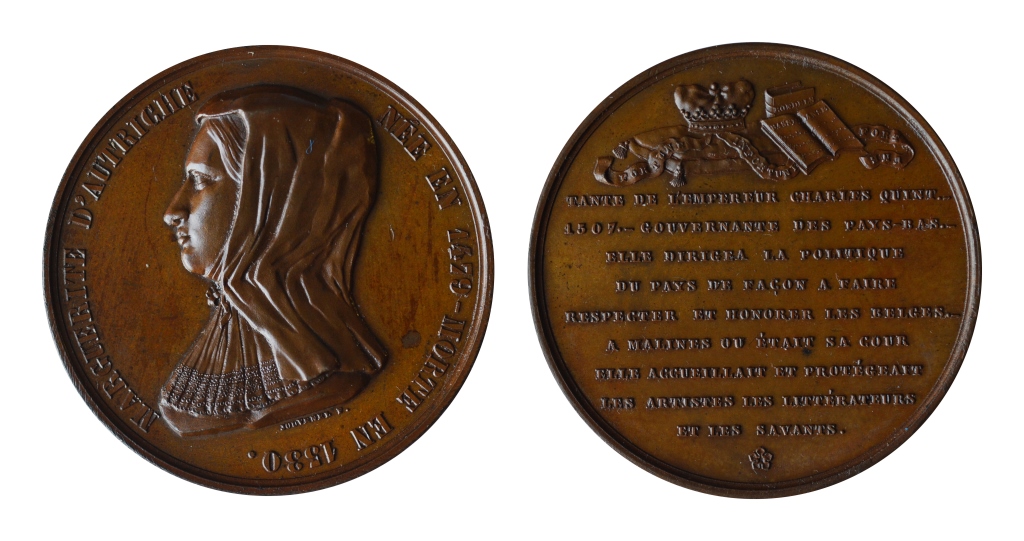 MARGUERITE D'AUTRICHE
NÉE EN 1479–MORTE EN 1530.
FORTUNE
TANTE DE L'EMPEREUR CHARLES QUINT...
1507.– GOUVERNANTE DES PAYS-BAS.–
ELLE DIRIGEA LA POLITIQUE
DU PAYS DE FAÇON A FAIRE
RESPECTER ET HONORER LES BELGES.–
A MALINES OU ÉTAIT SA COUR
ELLE ACCUEILLAIT ET PROTÉGEAIT
LES ARTISTES LES LITTÉRATEURS
ET LES SAVANTS.